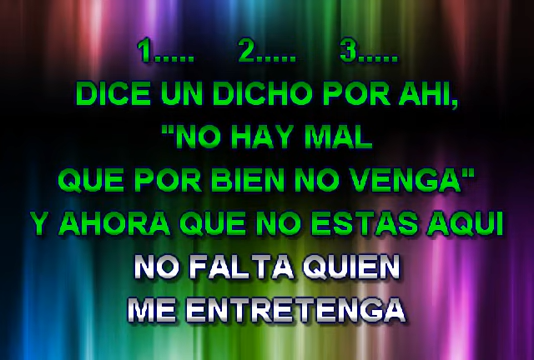 1..... 2..... 3.....
DICE UN DICHO POR AHI,
"NO HAY MAL
QUE POR BIEN NO VENGA"
Y AHORA QUE NO ESTAS AQUI
NO FALTA QUIEN
ME ENTRETENGA